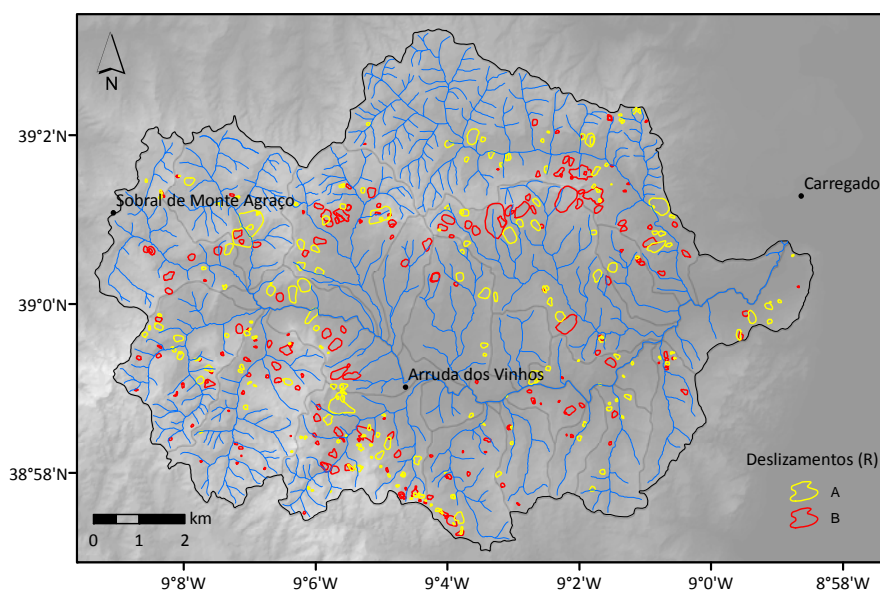 N
39°2'N
Carregado
Sobral de Monte Agraço
39°0'N
Arruda dos Vinhos
38°58'N
Deslizamentos (R)
A
B
km
0 1 2
9°8'W 9°6'W 9°4'W 9°2'W 9°0'W 8°58'W